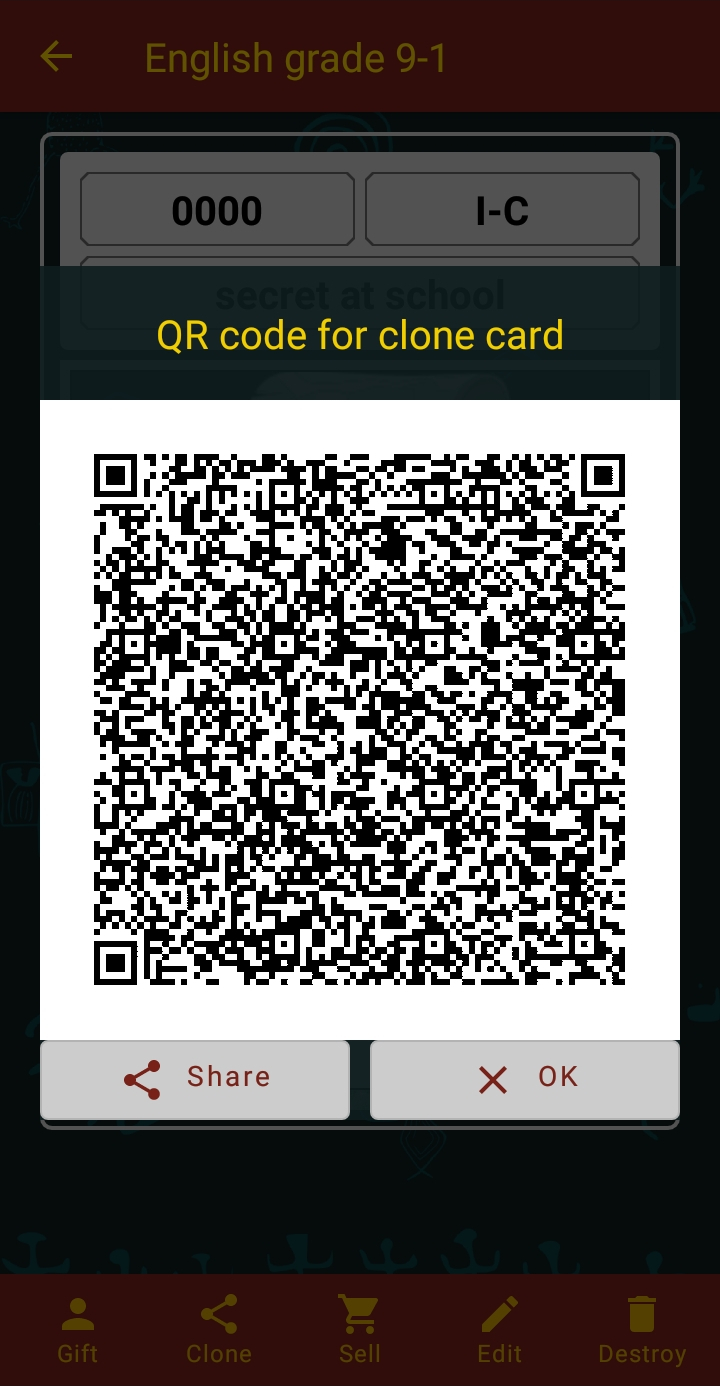 English grade 9-1
0000 I-C
secret at school
QR code for clone card
Share OK
Gift Clone Sell Edit Destroy